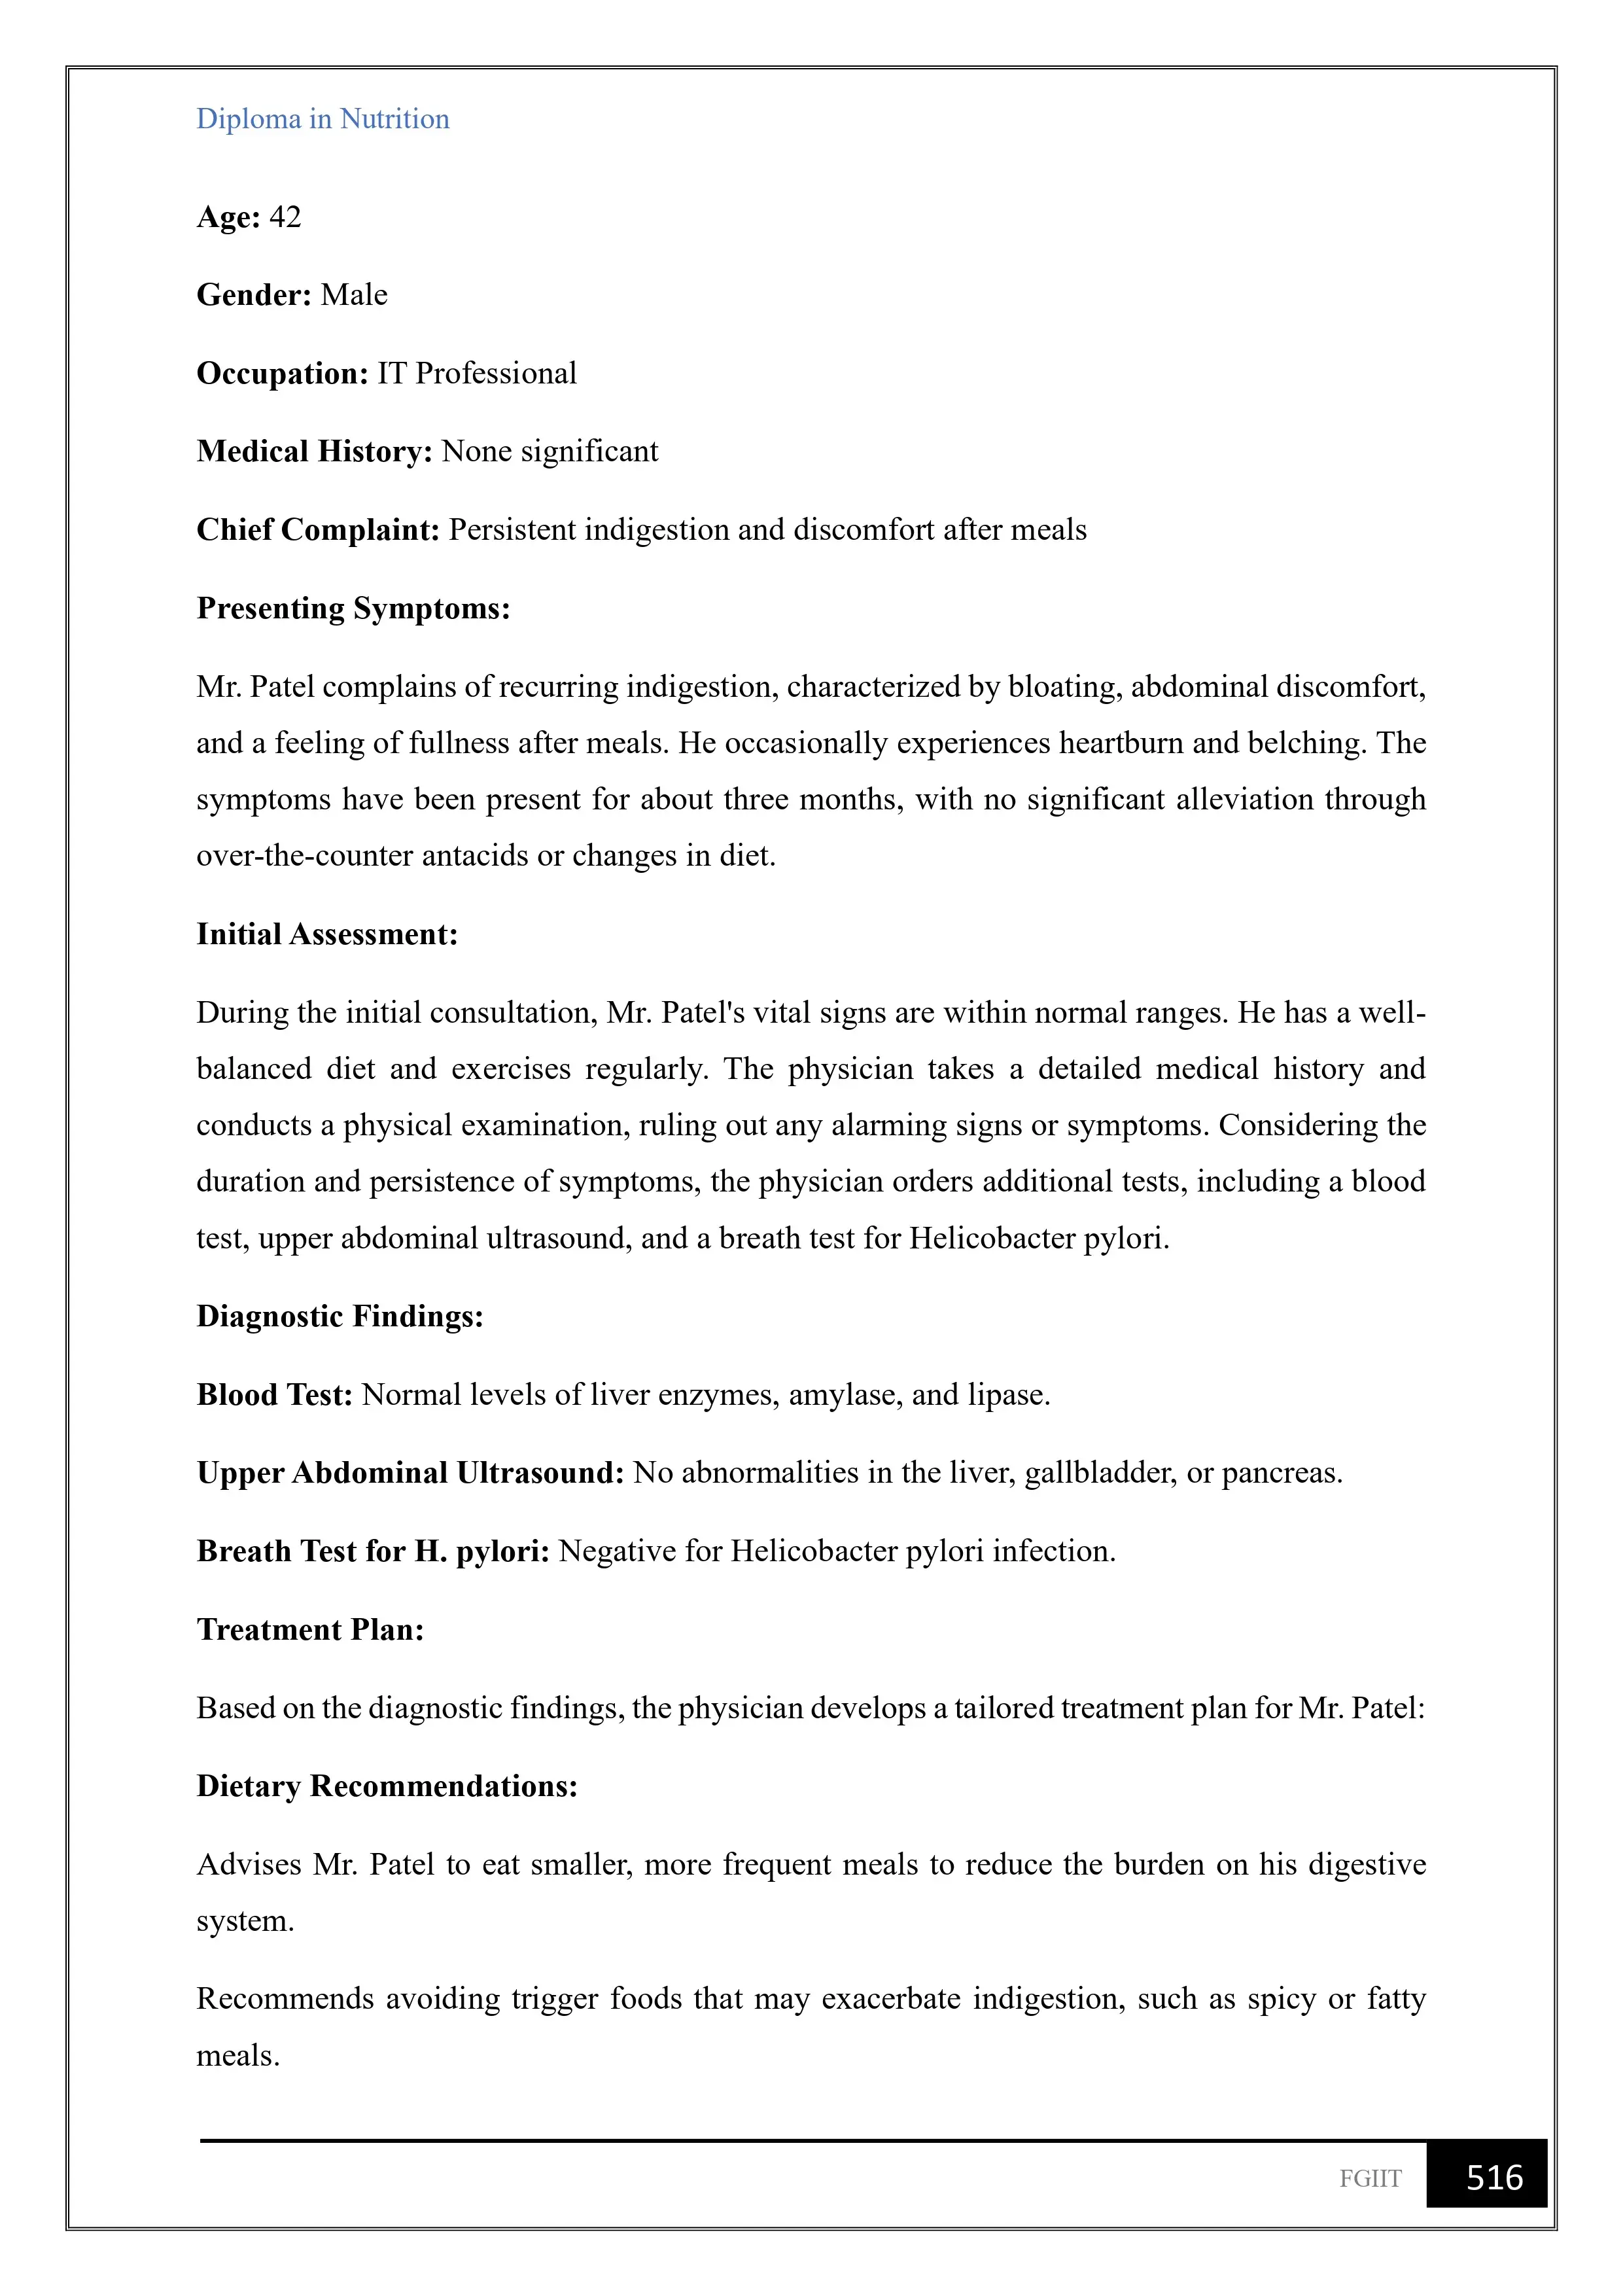 Diploma in Nutrition
Age: 42
Gender: Male
Occupation: IT Professional
Medical History: None significant
Chief Complaint: Persistent indigestion and discomfort after meals
Presenting Symptoms:
Mr. Patel complains of recurring indigestion, characterized by bloating, abdominal discomfort,
and a feeling of fullness after meals. He occasionally experiences heartburn and belching. The
symptoms have been present for about three months, with no significant alleviation through
over-the-counter antacids or changes in diet.
Initial Assessment:
During the initial consultation, Mr. Patel's vital signs are within normal ranges. He has a well-
balanced diet and exercises regularly. The physician takes a detailed medical history and
conducts a physical examination, ruling out any alarming signs or symptoms. Considering the
duration and persistence of symptoms, the physician orders additional tests, including a blood
test, upper abdominal ultrasound, and a breath test for Helicobacter pylori.
Diagnostic Findings:
Blood Test: Normal levels of liver enzymes, amylase, and lipase.
Upper Abdominal Ultrasound: No abnormalities in the liver, gallbladder, or pancreas.
Breath Test for H. pylori: Negative for Helicobacter pylori infection.
Treatment Plan:
Based on the diagnostic findings, the physician develops a tailored treatment plan for Mr. Patel:
Dietary Recommendations:
Advises Mr. Patel to eat smaller, more frequent meals to reduce the burden on his digestive
system.
Recommends avoiding trigger foods that may exacerbate indigestion, such as spicy or fatty
meals.
FGIIT 516